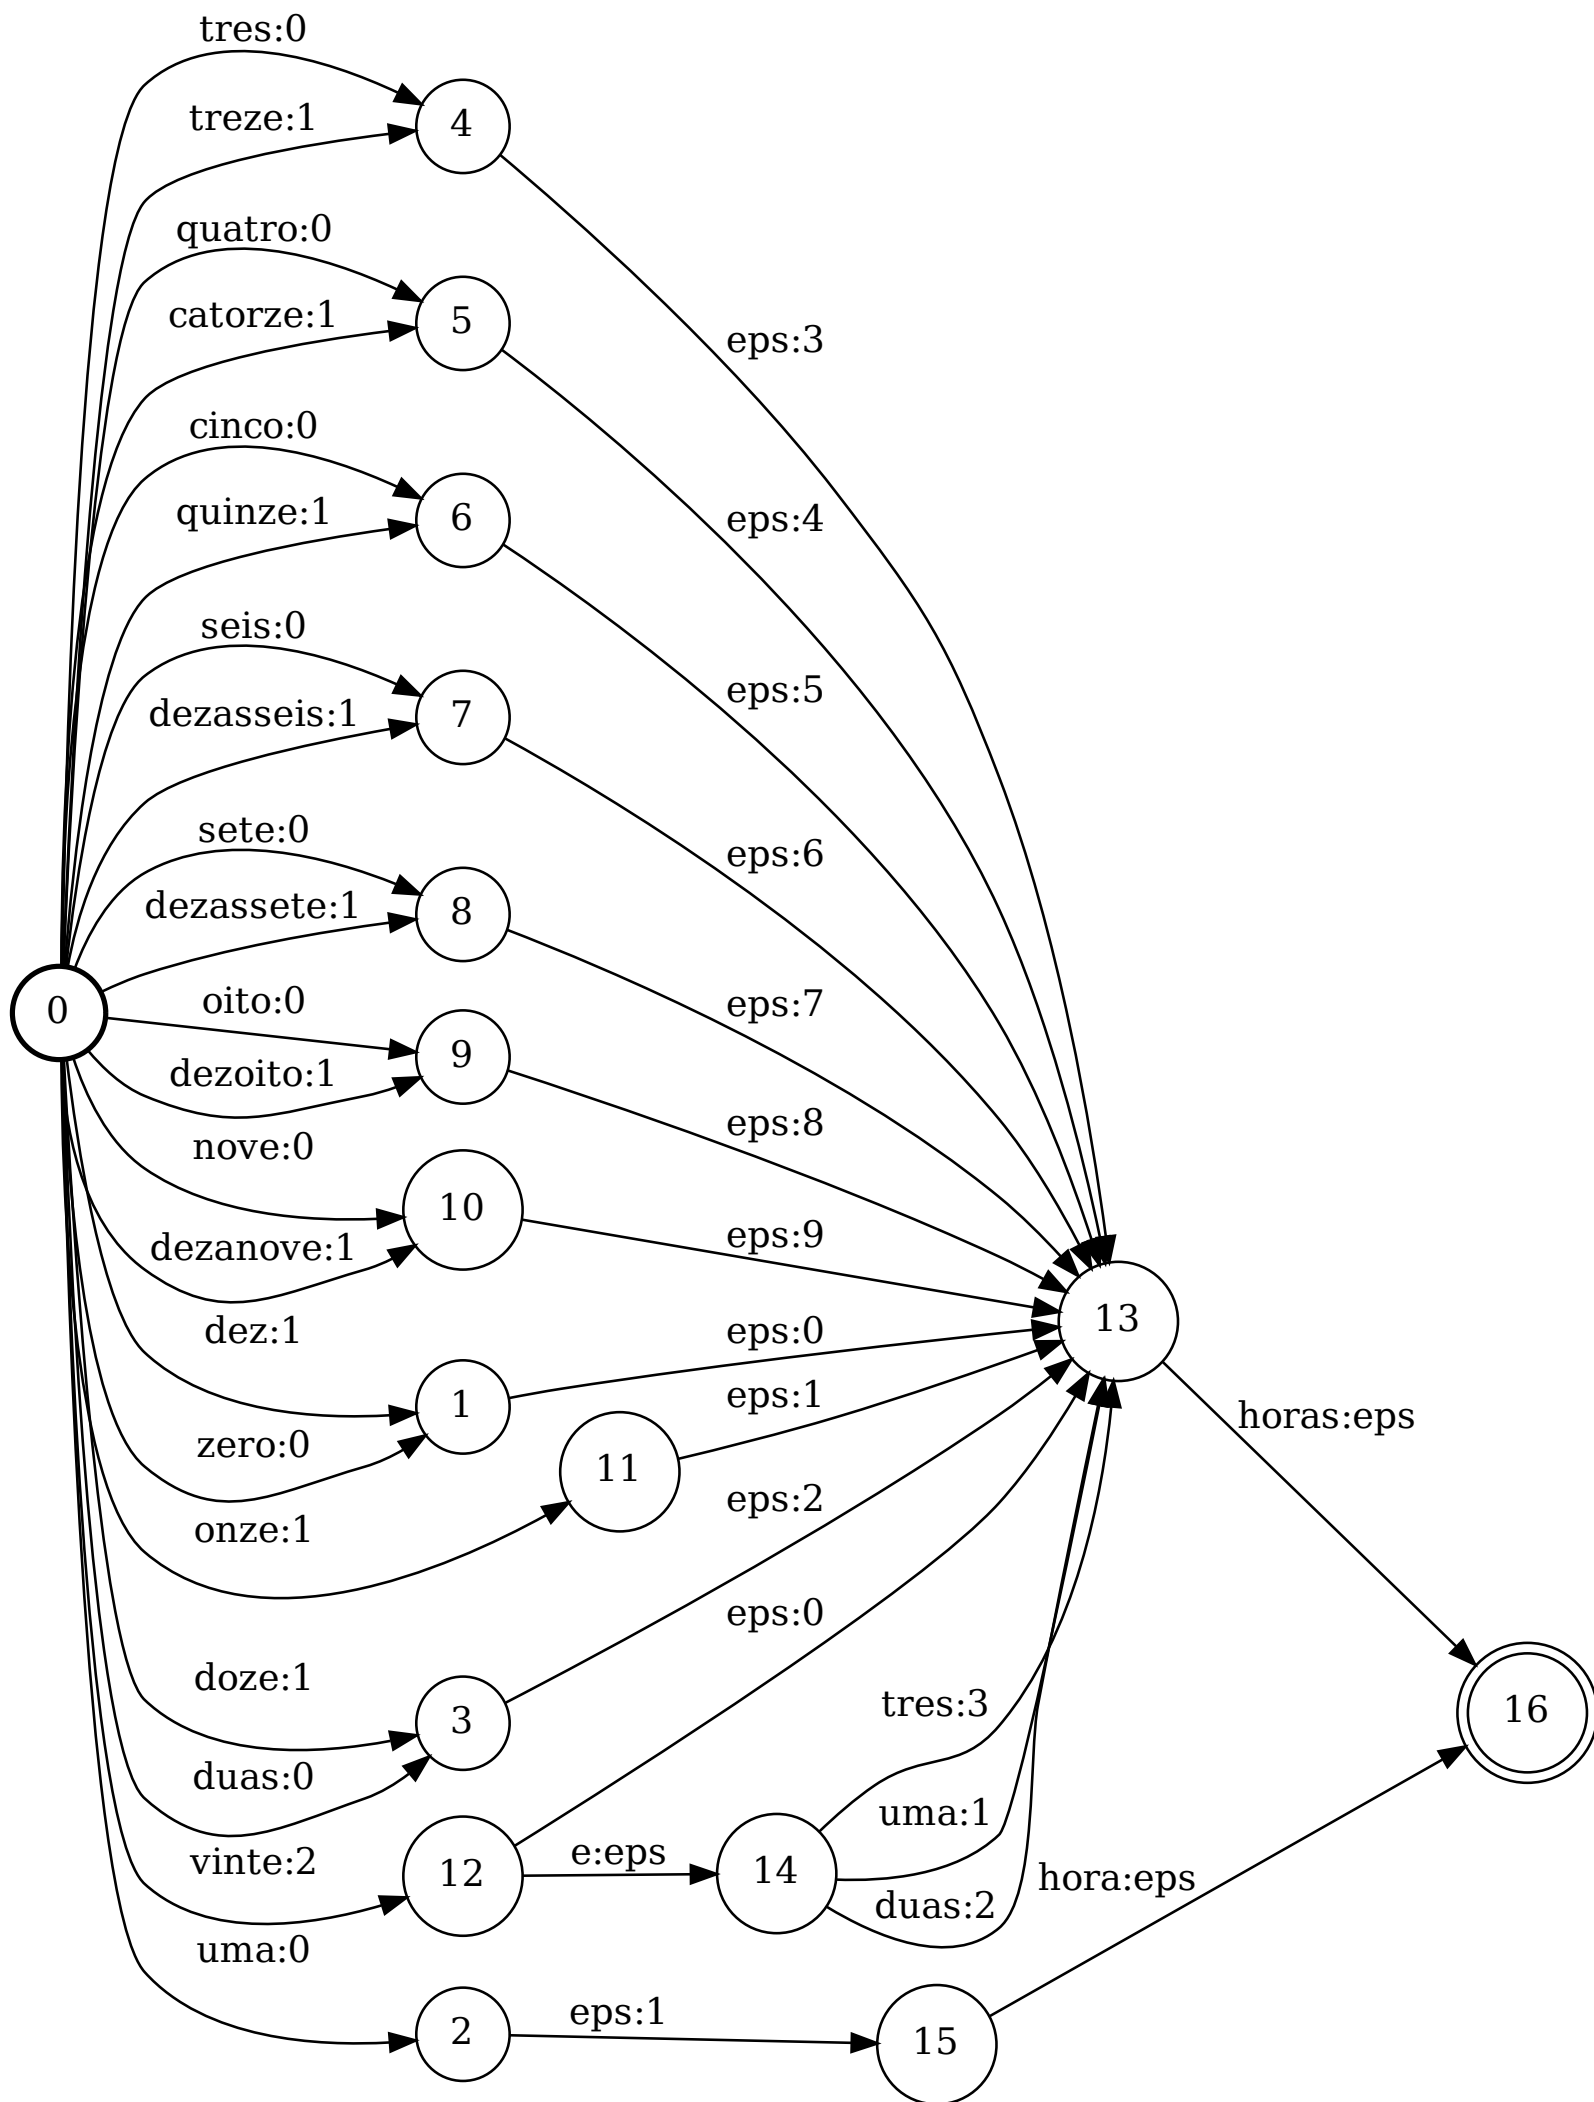 tres:0
treze:1
4
quatro:0
catorze:1
5
eps:3
cinco:0
quinze:1
6
eps:4
seis:0
dezasseis:1
7
eps:5
sete:0
dezassete:1
8
eps:6
0
oito:0
dezoito:1
9
eps:7
nove:0
dezanove:1
10
eps:8
eps:9
13
dez:1
zero:0
1
eps:0
onze:1
11
eps:1
horas:eps
doze:1
duas:0
3
eps:2
eps:0
vinte:2
12
e:eps
14
tres:3
uma:1
duas:2
16
hora:eps
uma:0
2
eps:1
15